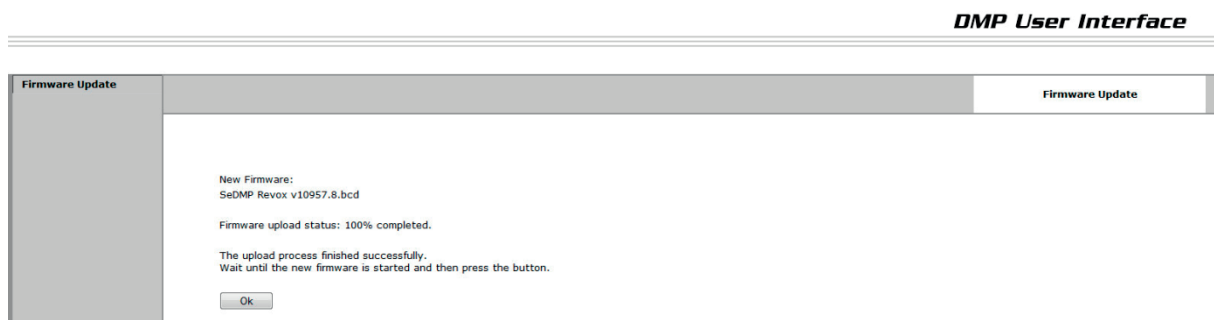 DMP User Interface
Firmware Update
Firmware Update
New Firmware:
SeDMP Revox v10957.8.bcd
Firmware upload status: 100% completed.
The upload process finished successfully.
Wait until the new firmware is started and then press the button.
Ok